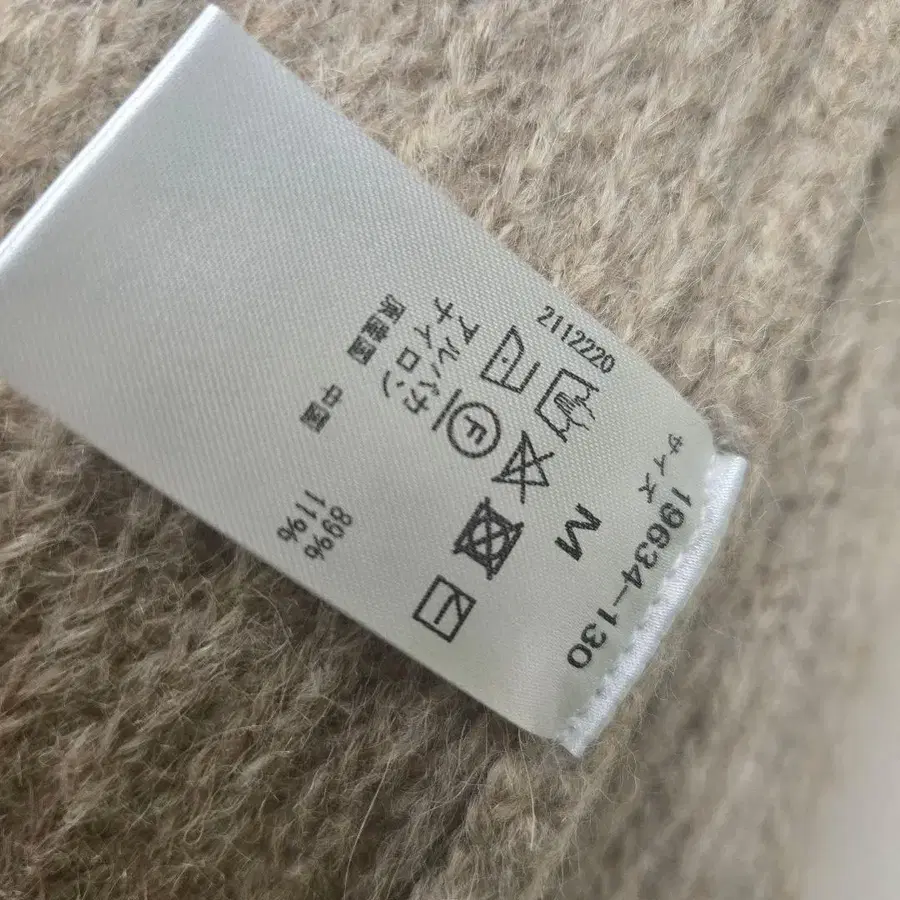 19634-130
サイズ M
2112220
F
アルパカ 89%
ナイロン 11%
原産国 中国